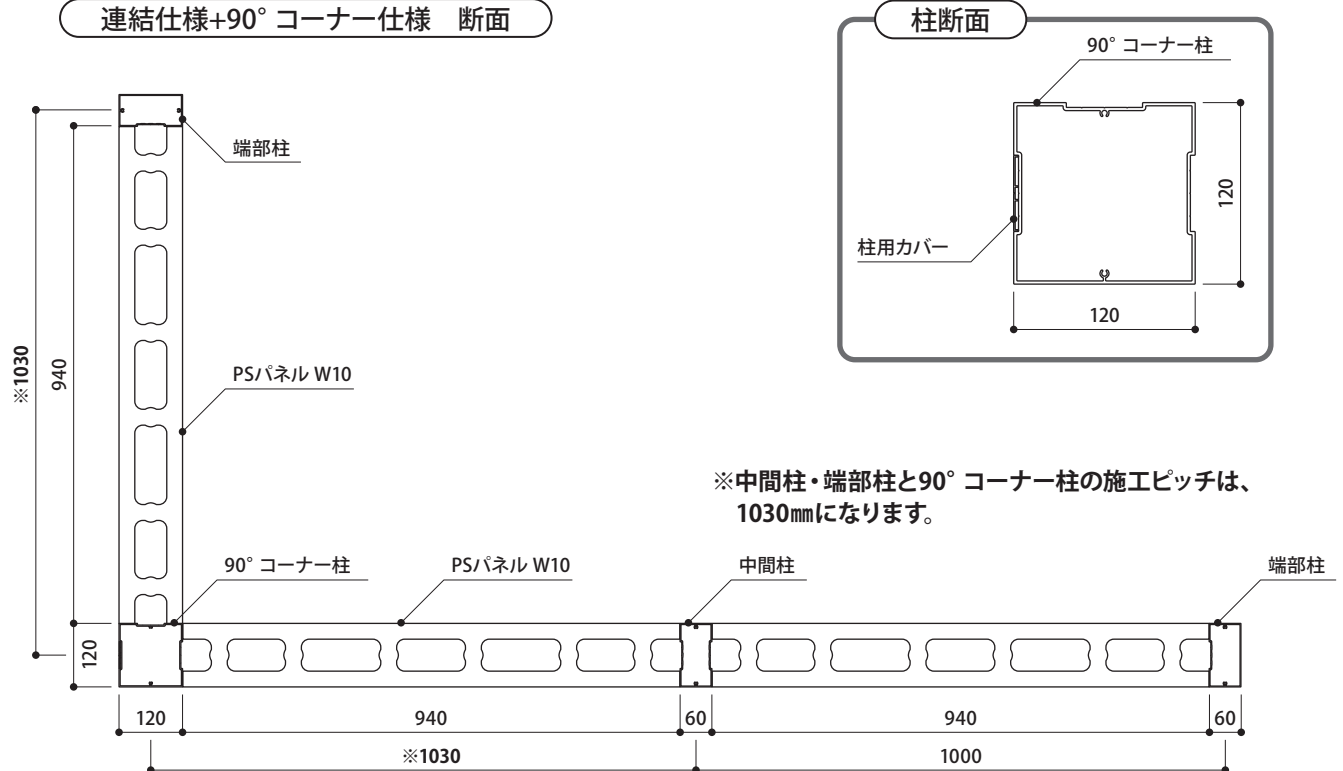 連結仕様+90° コーナー仕様　断面
柱断面
90° コーナー柱
柱用カバー
120
120
端部柱
※1030
940
PSパネル W10
※中間柱・端部柱と90° コーナー柱の施工ピッチは、
1030㎜になります。
90° コーナー柱
PSパネル W10
中間柱
端部柱
120
120
940
60
940
60
※1030
1000